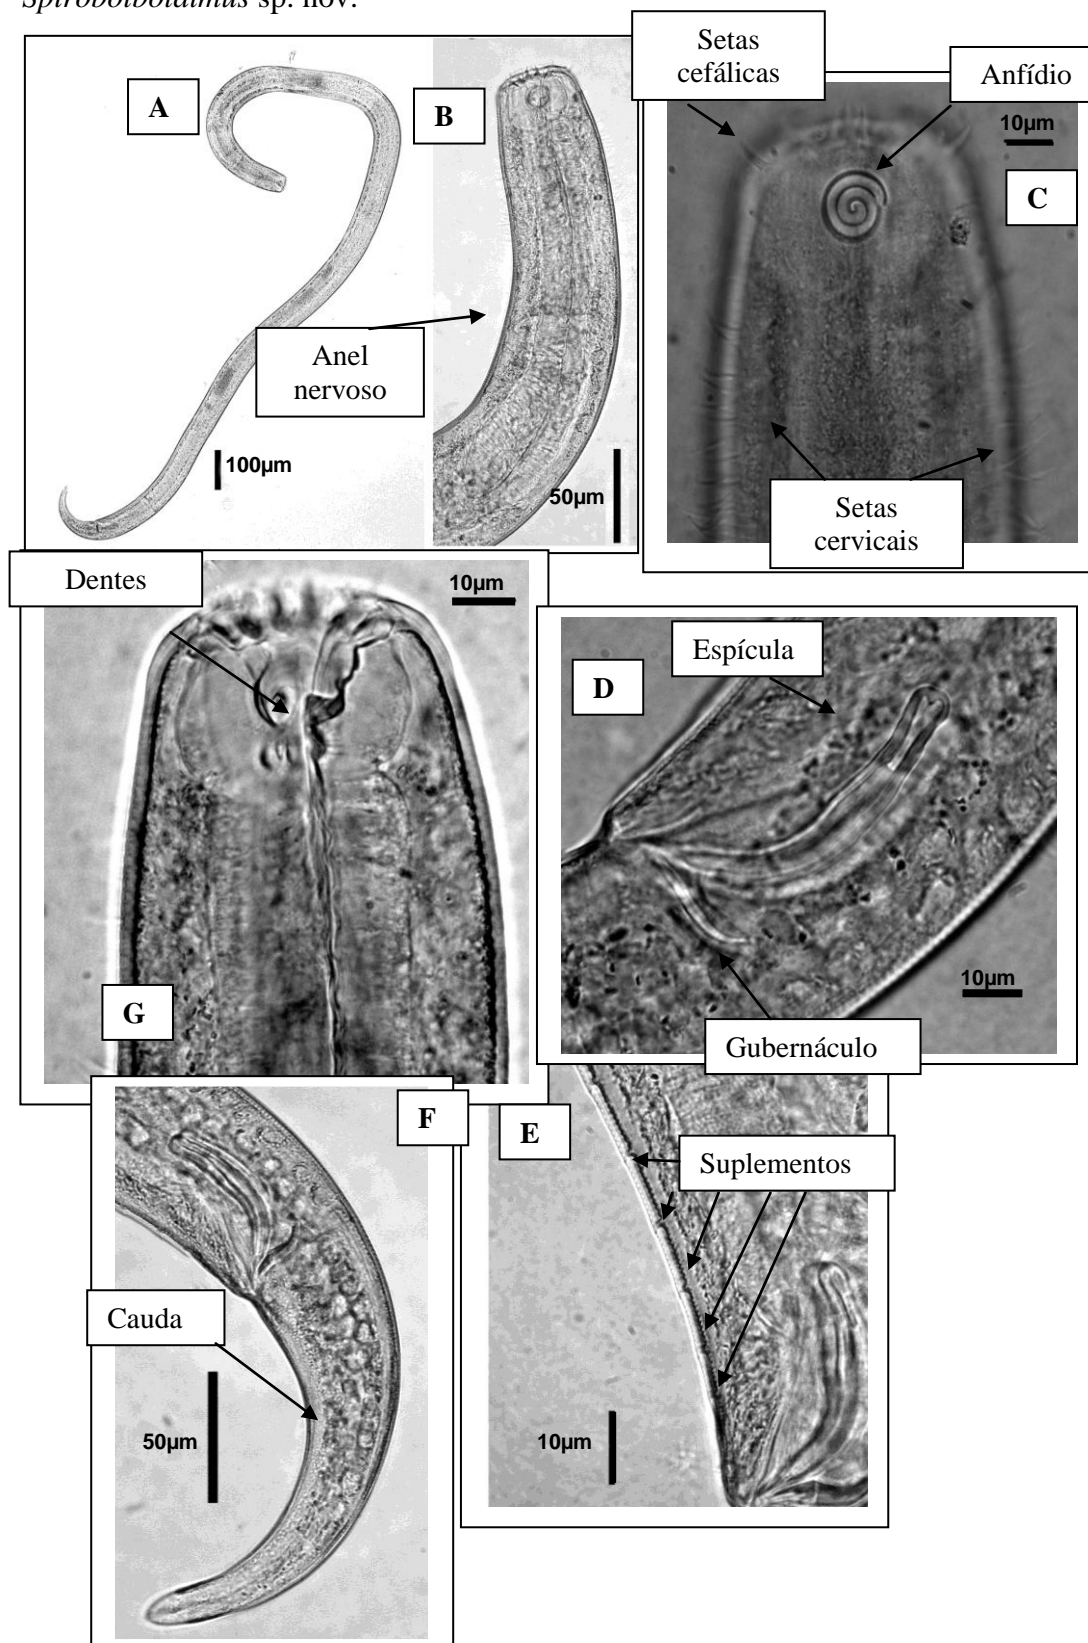 Spirobolbolaimus sp. nov.
A
B
Setas
cefálicas
Anfídio
10µm
C
Anel
nervoso
100µm
50µm
Setas
cervicais
Dentes
10µm
G
D
Espícula
10µm
Gubernáculo
F
E
Suplementos
Cauda
50µm
10µm